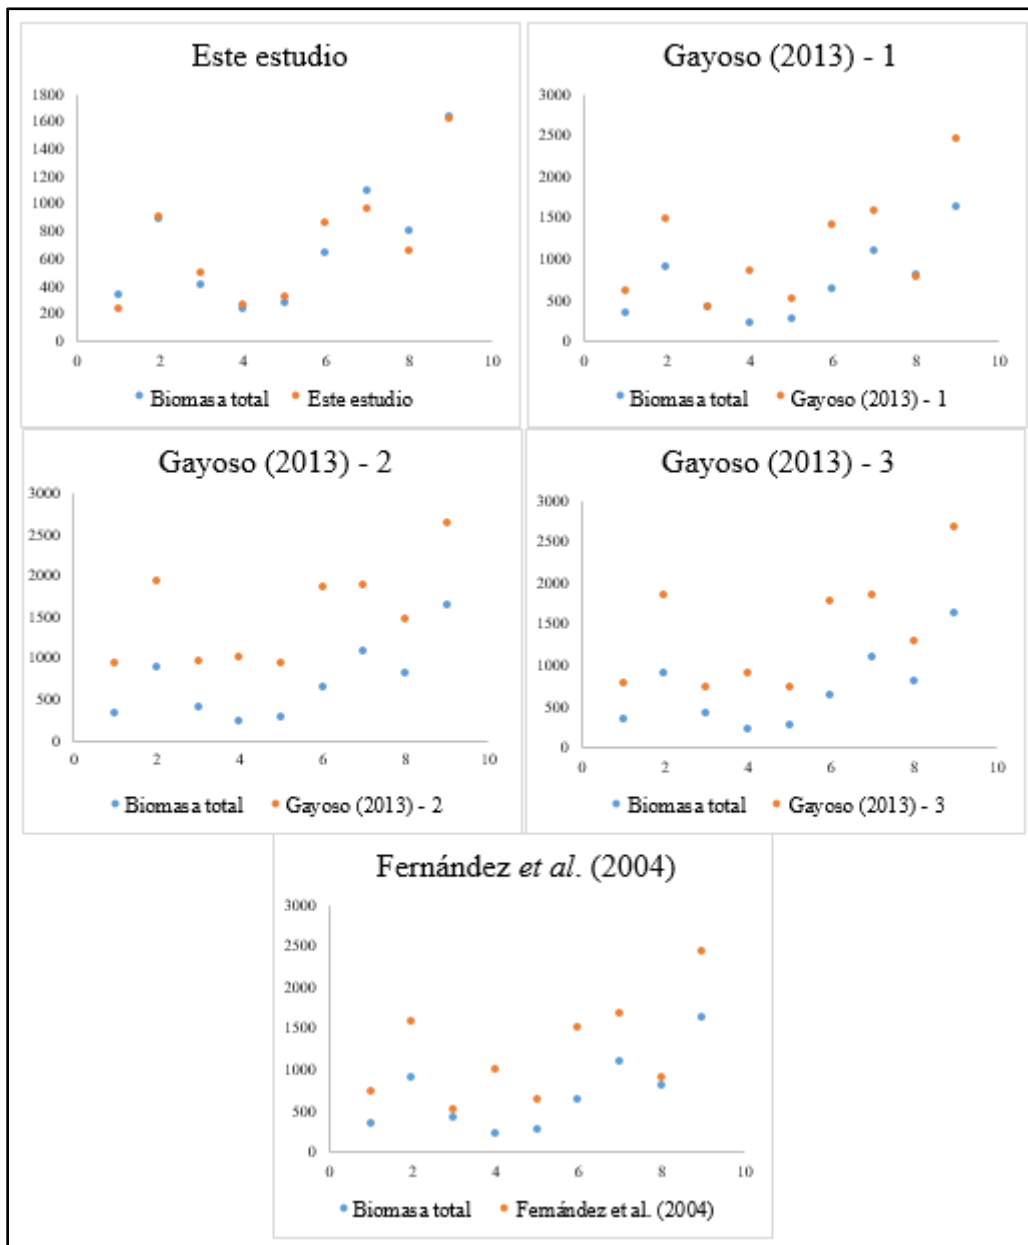 Este estudio
1800
1600
1400
1200
1000
800
600
400
200
0
0 2 4 6 8 10
Biomasa total Este estudio
Gayoso (2013) - 1
3000
2500
2000
1500
1000
500
0
0 2 4 6 8 10
Biomasa total Gayoso (2013) - 1
Gayoso (2013) - 2
3000
2500
2000
1500
1000
500
0
0 2 4 6 8 10
Biomasa total Gayoso (2013) - 2
Gayoso (2013) - 3
3000
2500
2000
1500
1000
500
0
0 2 4 6 8 10
Biomasa total Gayoso (2013) - 3
Fernández et al. (2004)
3000
2500
2000
1500
1000
500
0
0 2 4 6 8 10
Biomasa total Fernández et al. (2004)